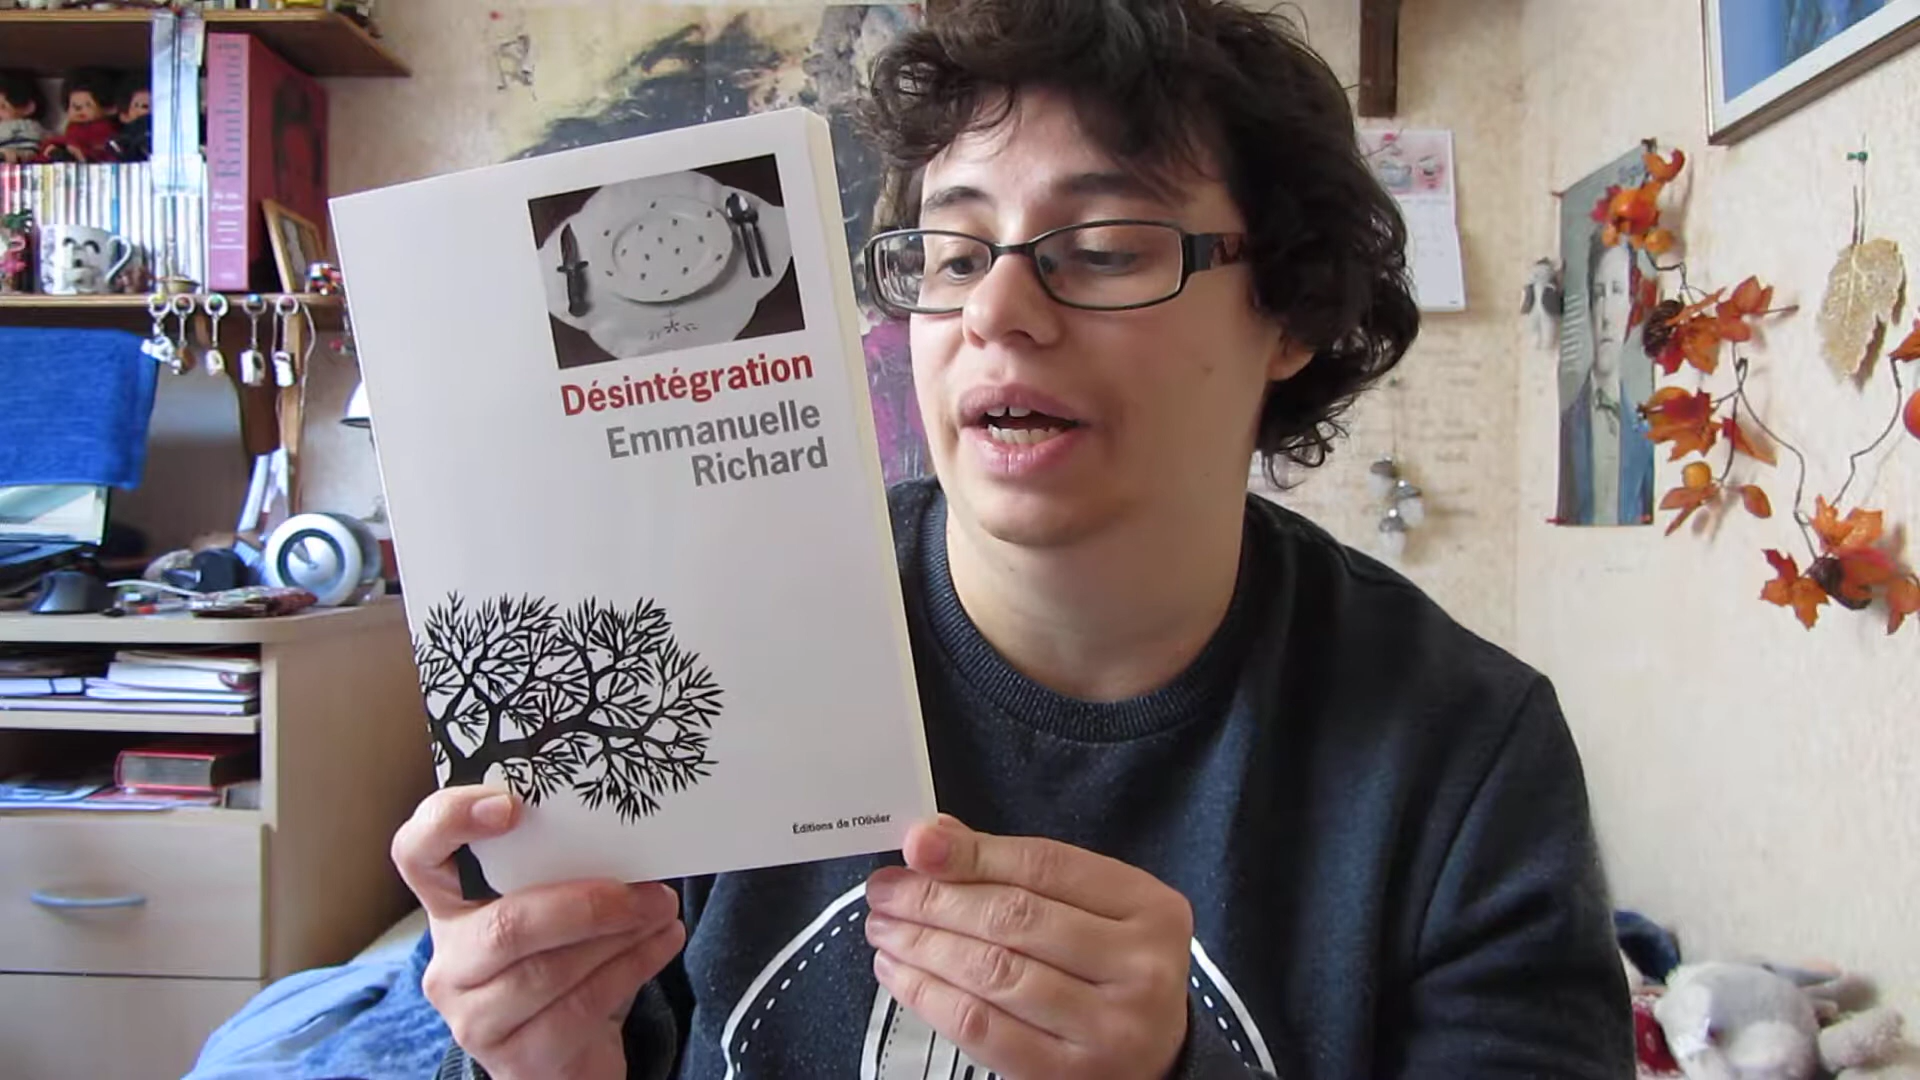 Rimbaud
Désintégration
Emmanuelle
Richard
Éditions de l'Olivier